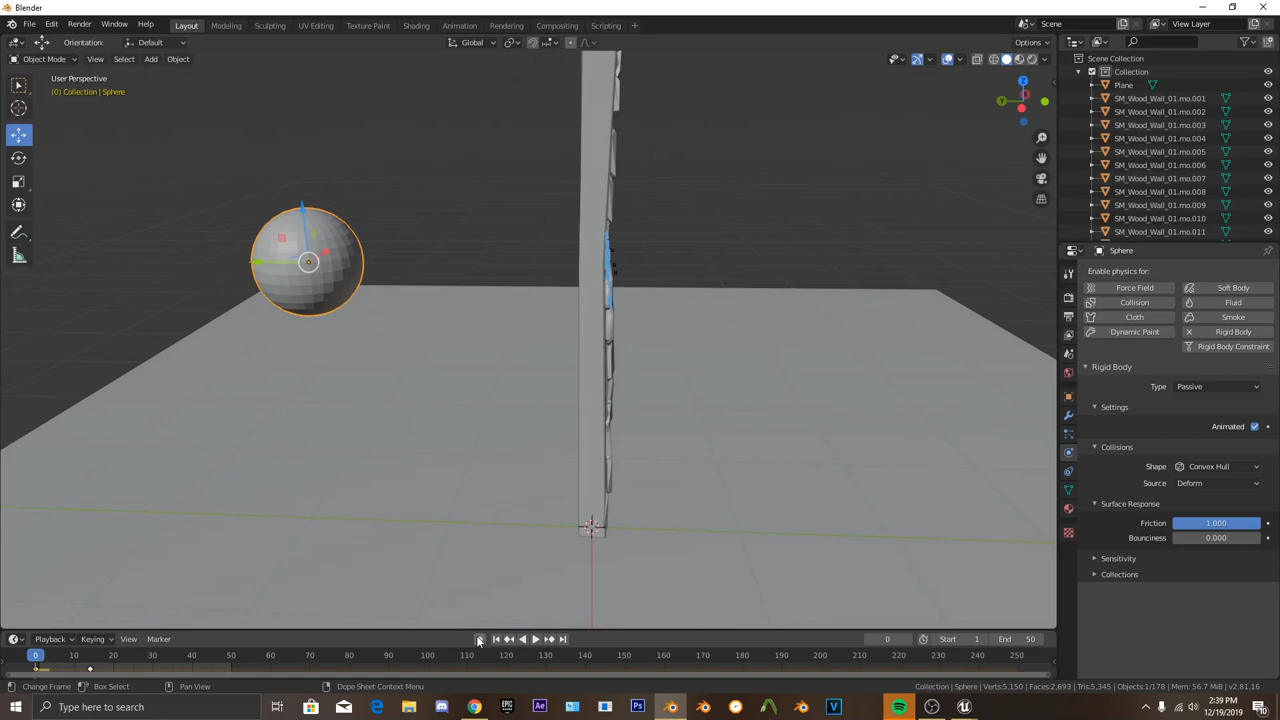 Blender
File Edit Render Window Help
Layout Modeling Sculpting UV Editing Texture Paint Shading Animation Rendering Compositing Scripting +
Scene
View Layer
Orientation: Default
Global
Options
Object Mode View Select Add Object
User Perspective
(0) Collection | Sphere
Z
Y
Scene Collection
Collection
Plane
SM_Wood_Wall_01.mo.001
SM_Wood_Wall_01.mo.002
SM_Wood_Wall_01.mo.003
SM_Wood_Wall_01.mo.004
SM_Wood_Wall_01.mo.005
SM_Wood_Wall_01.mo.006
SM_Wood_Wall_01.mo.007
SM_Wood_Wall_01.mo.008
SM_Wood_Wall_01.mo.009
SM_Wood_Wall_01.mo.010
SM_Wood_Wall_01.mo.011
Sphere
Enable physics for:
Force Field Soft Body
Collision Fluid
Cloth Smoke
Dynamic Paint Rigid Body
Rigid Body Constraint
Rigid Body
Type Passive
Settings
Animated
Collisions
Shape Convex Hull
Source Deform
Surface Response
Friction 1.000
Bounciness 0.000
Sensitivity
Collections
Playback Keying View Marker
0 Start 1 End 50
0 10 20 30 40 50 60 70 80 90 100 110 120 130 140 150 160 170 180 190 200 210 220 230 240 250
Change Frame Box Select Pan View Dope Sheet Context Menu
Collection | Sphere | Verts:5,150 | Faces:2,693 | Tris:5,345 | Objects:1/178 | Mem: 56.7 MiB | v2.81.16
Type here to search
2:39 PM
12/19/2019